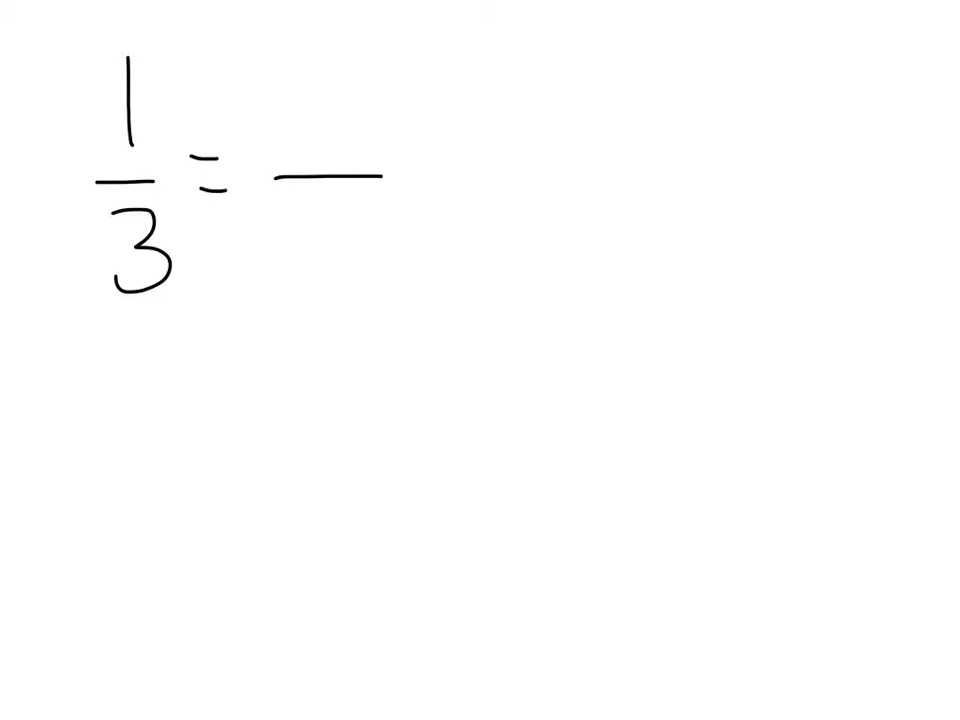 1/3 = —